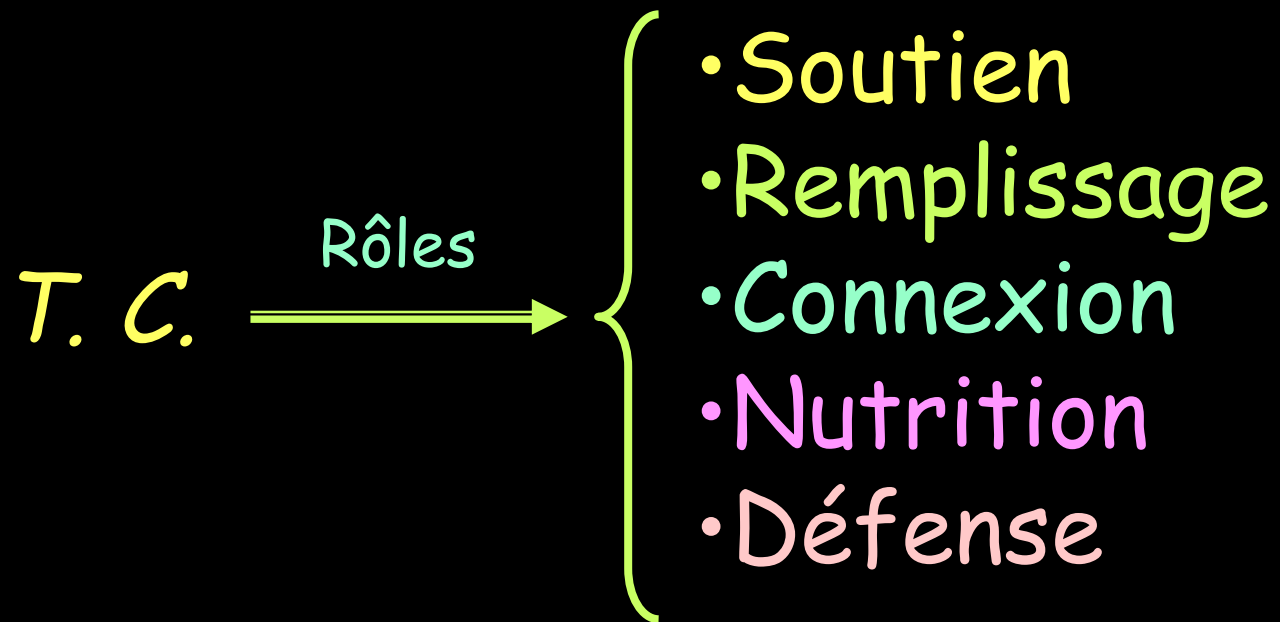 T. C.
Rôles
•Soutien
•Remplissage
•Connexion
•Nutrition
•Défense